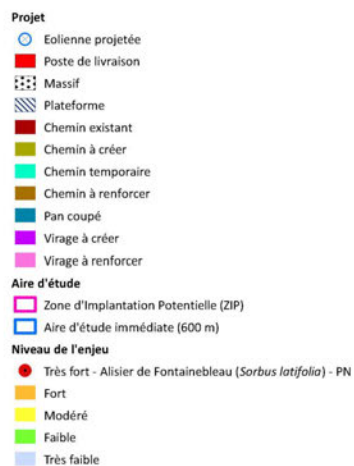 Projet
Eolienne projetée
Poste de livraison
Massif
Plateforme
Chemin existant
Chemin à créer
Chemin temporaire
Chemin à renforcer
Pan coupé
Virage à créer
Virage à renforcer
Aire d'étude
Zone d'Implantation Potentielle (ZIP)
Aire d'étude immédiate (600 m)
Niveau de l'enjeu
Très fort - Alisier de Fontainebleau (Sorbus latifolia) - PN
Fort
Modéré
Faible
Très faible